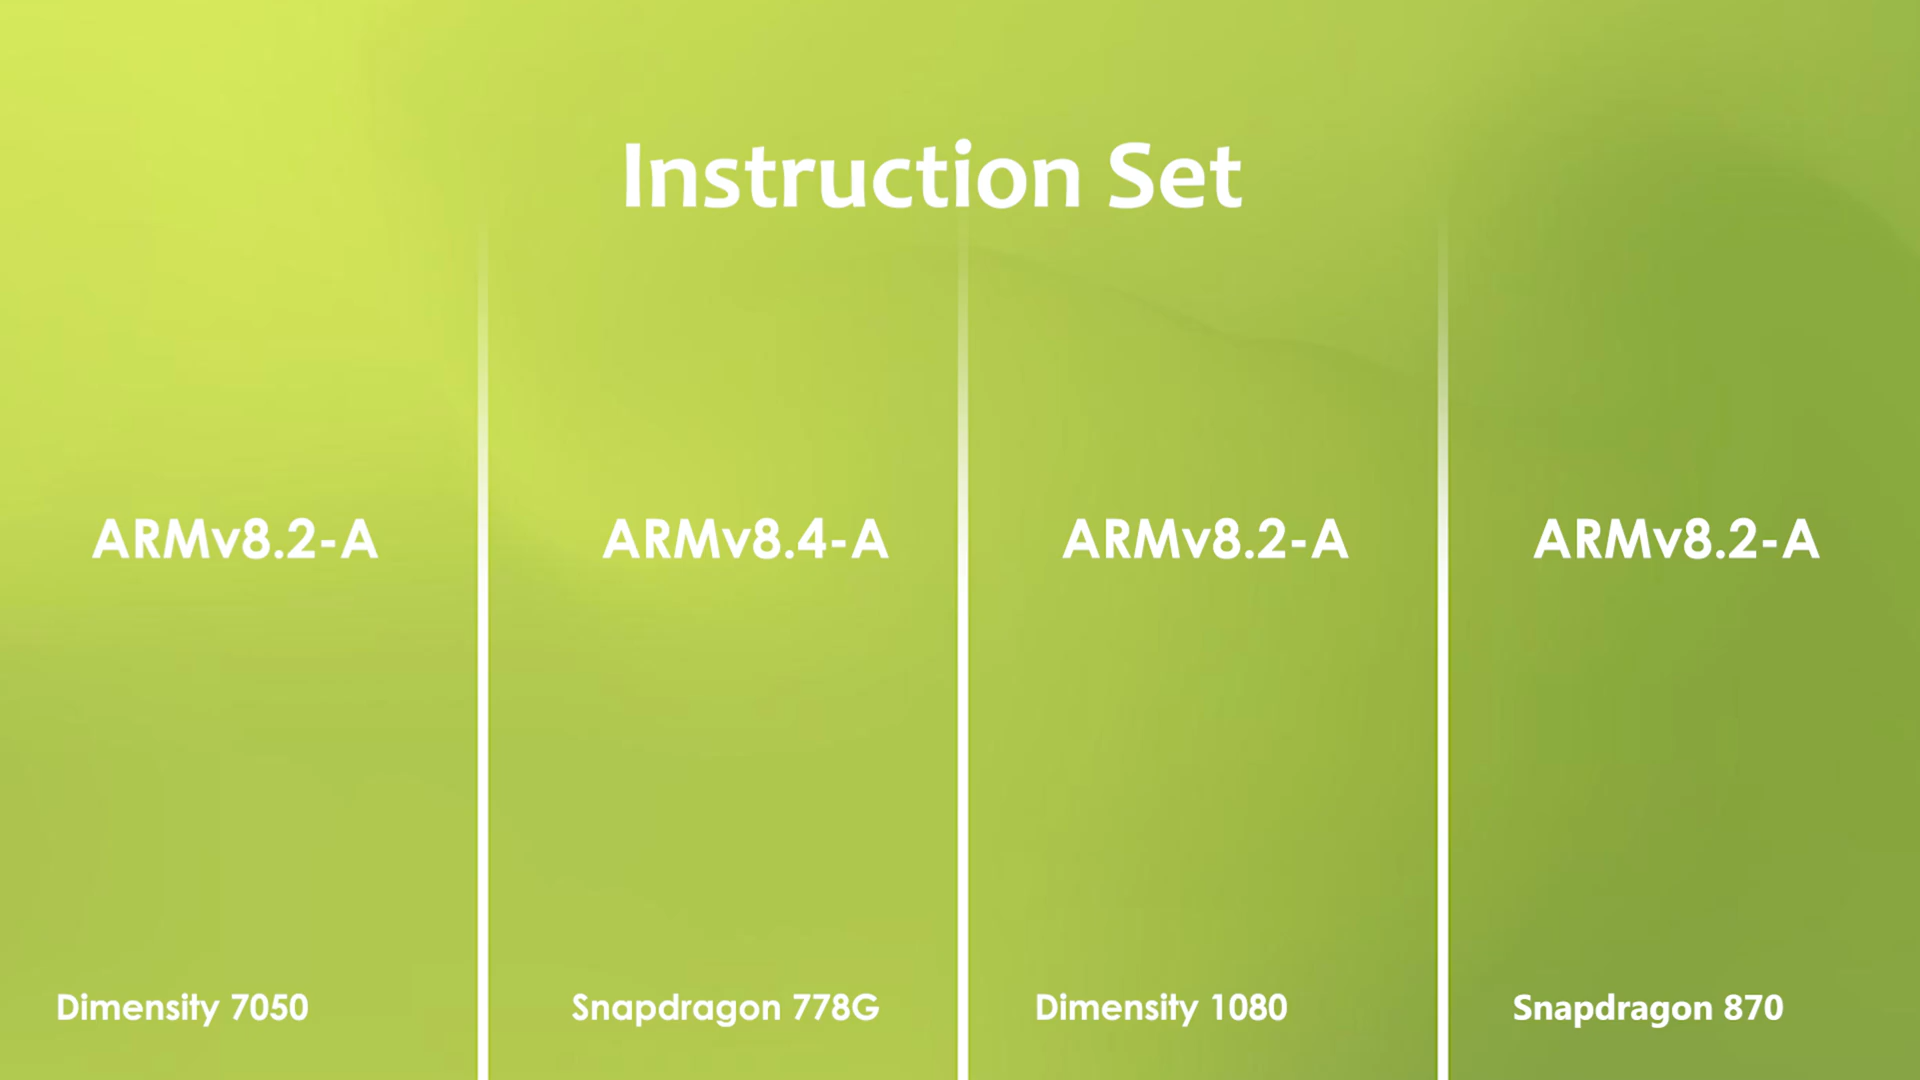 Instruction Set
ARMv8.2-A
ARMv8.4-A
ARMv8.2-A
ARMv8.2-A
Dimensity 7050
Snapdragon 778G
Dimensity 1080
Snapdragon 870